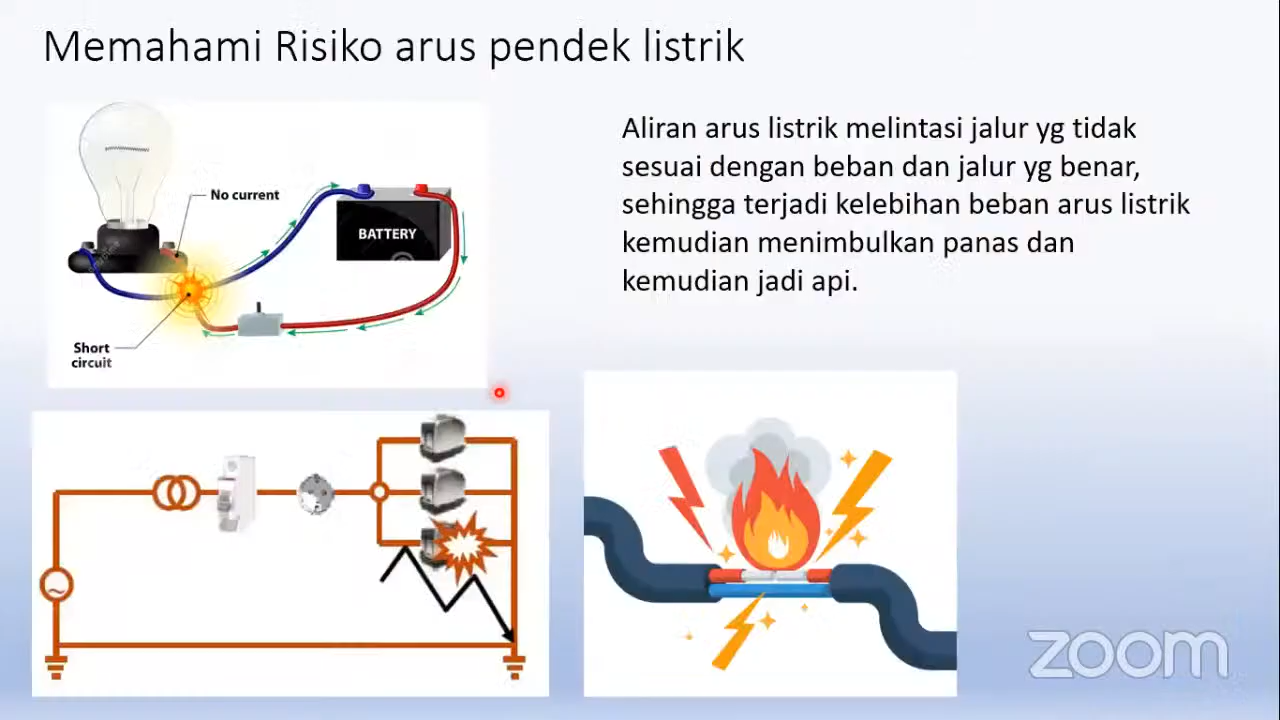 Memahami Risiko arus pendek listrik
No current
BATTERY
Short
circuit
Aliran arus listrik melintasi jalur yg tidak
sesuai dengan beban dan jalur yg benar,
sehingga terjadi kelebihan beban arus listrik
kemudian menimbulkan panas dan
kemudian jadi api.
zoom